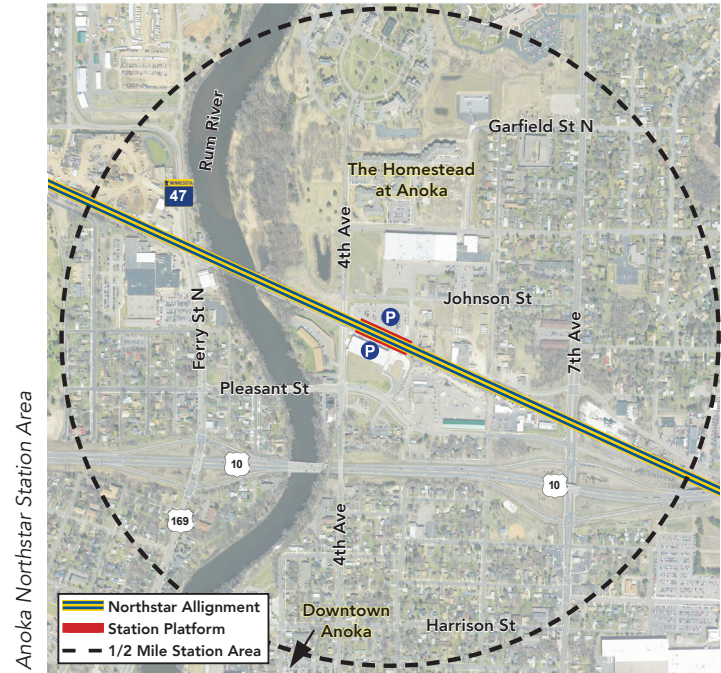 Garfield St N
Rum River
The Homestead
at Anoka
MINNESOTA
47
4th Ave
Johnson St
P
P
Ferry St N
7th Ave
Pleasant St
10
10
169
4th Ave
Downtown
Anoka
Harrison St
Northstar Allignment
Station Platform
1/2 Mile Station Area
Anoka Northstar Station Area